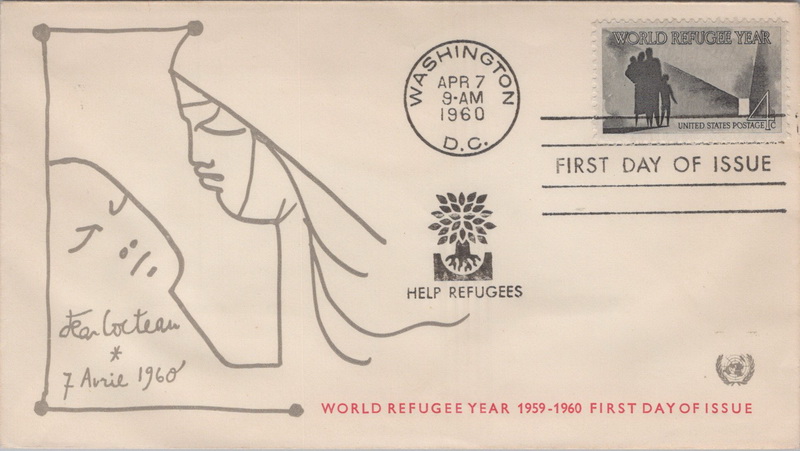 WASHINGTON
APR 7
9-AM
1960
D.C.
WORLD REFUGEE YEAR
4c
UNITED STATES POSTAGE
FIRST DAY OF ISSUE
HELP REFUGEES
Jean Cocteau
*
7 Avril 1960
WORLD REFUGEE YEAR 1959-1960 FIRST DAY OF ISSUE